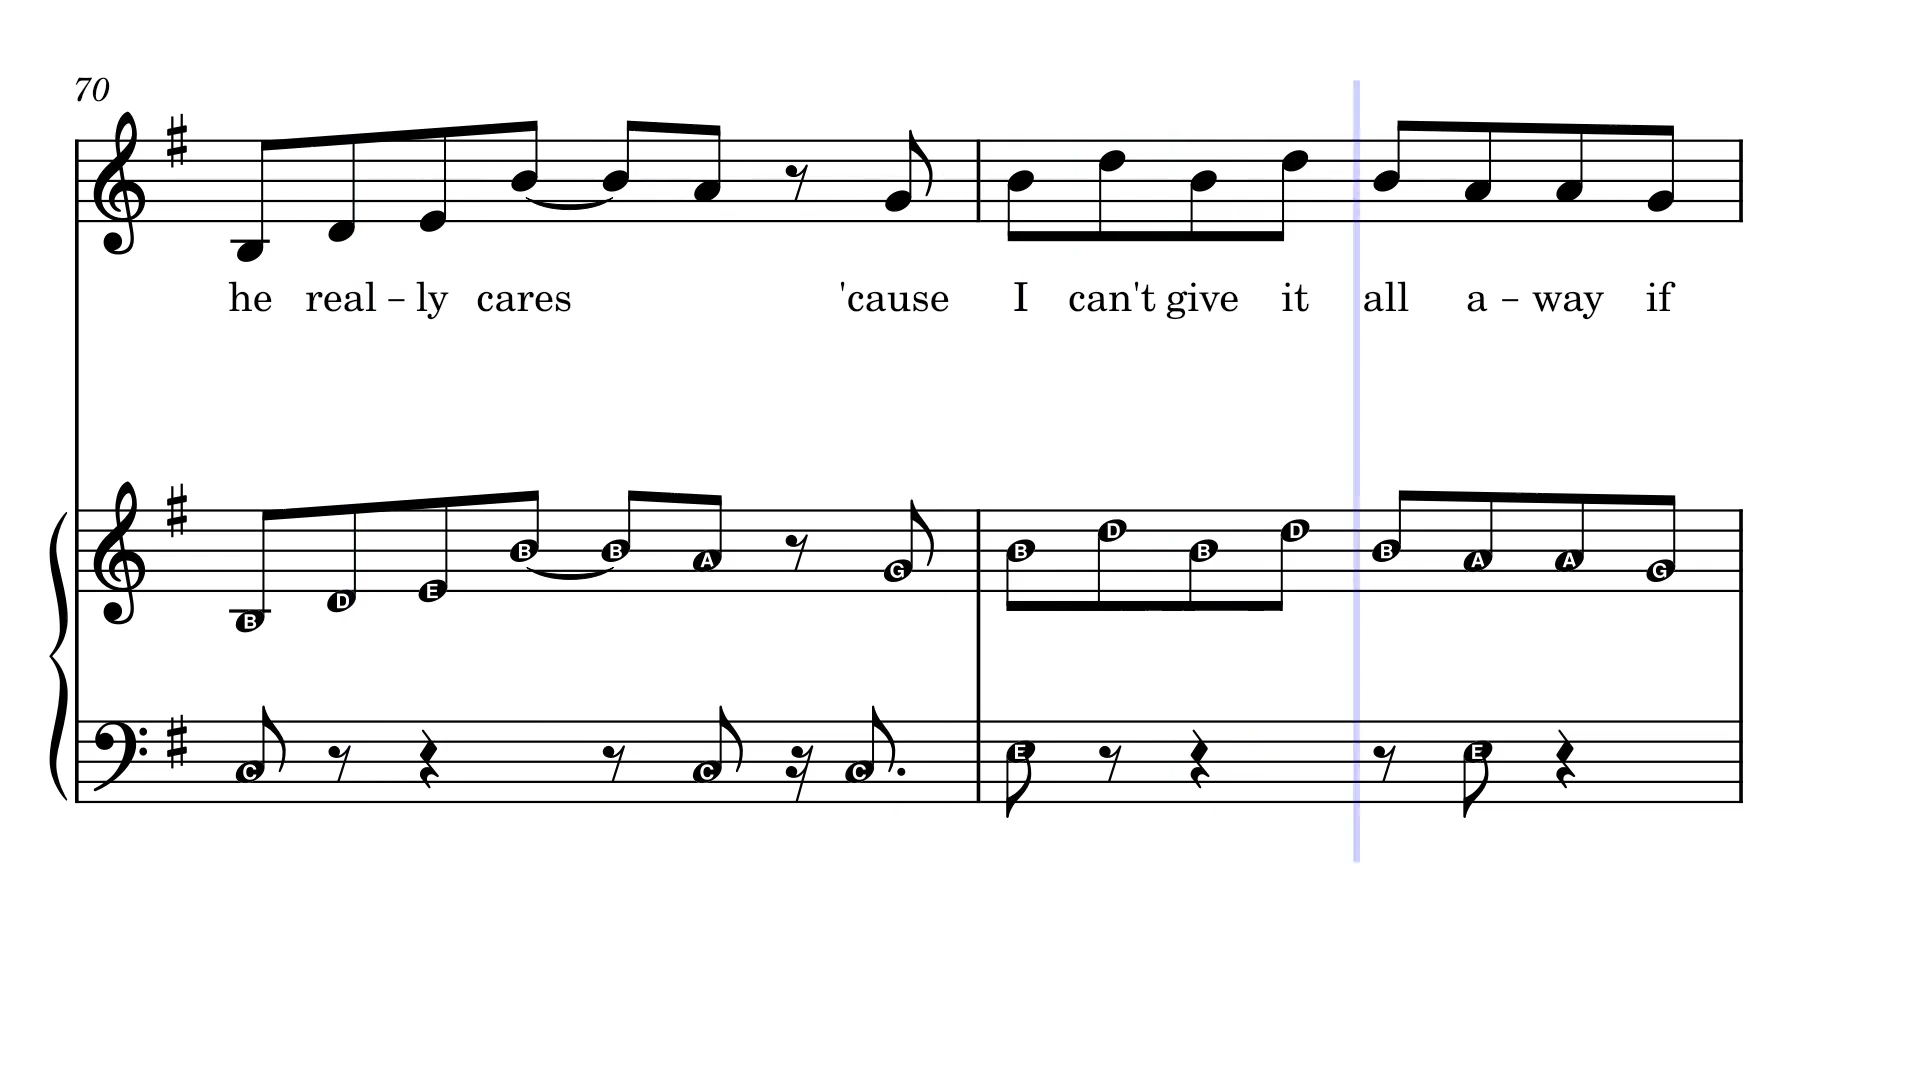 70
he real – ly cares 'cause I can't give it all a – way if
B D E B B A G B D B D B A A G
C C C E E